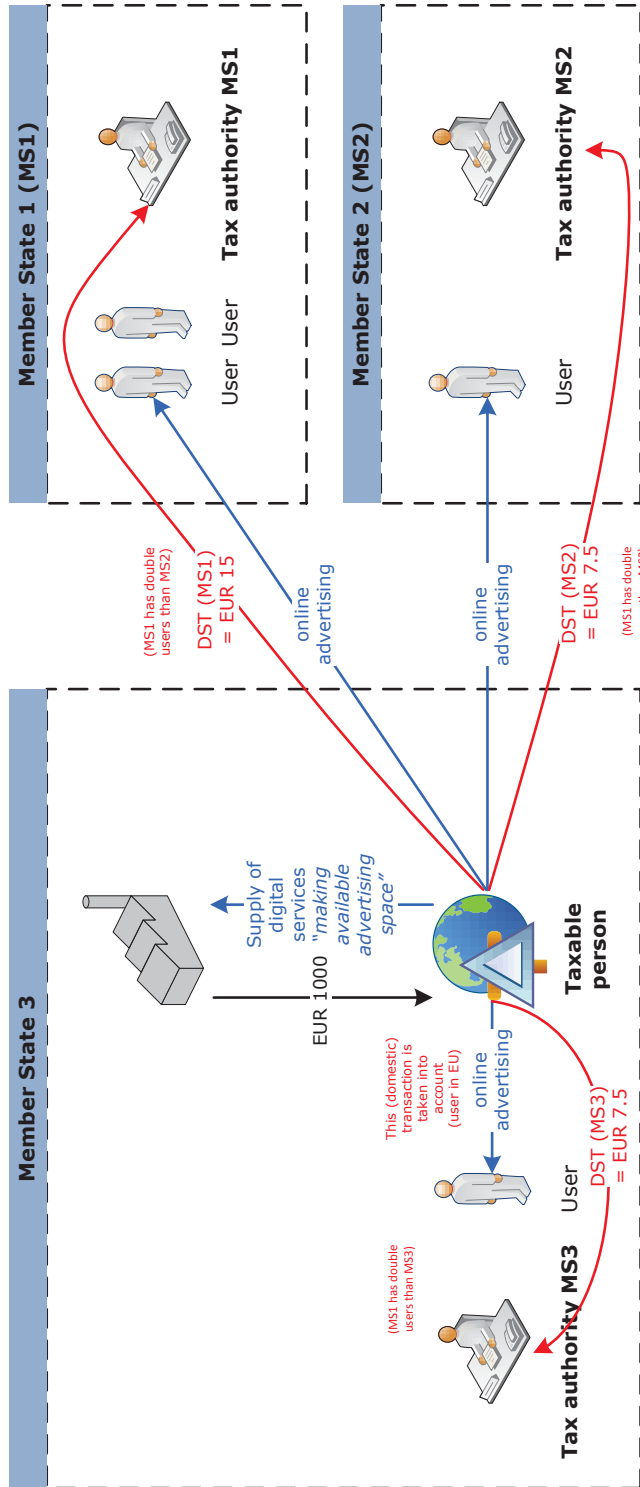 Member State 3
EUR 1000
Supply of
digital
services
"making
available
advertising
space"
(MS1 has double
users than MS3)
This (domestic)
transaction is
taken into
account
(user in EU)
online
advertising
Tax authority MS3
User
Taxable
person
DST (MS3)
= EUR 7.5
(MS1 has double
users than MS2)
DST (MS1)
= EUR 15
online
advertising
online
advertising
DST (MS2)
= EUR 7.5
(MS1 has double
Member State 1 (MS1)
User User
Tax authority MS1
Member State 2 (MS2)
User
Tax authority MS2